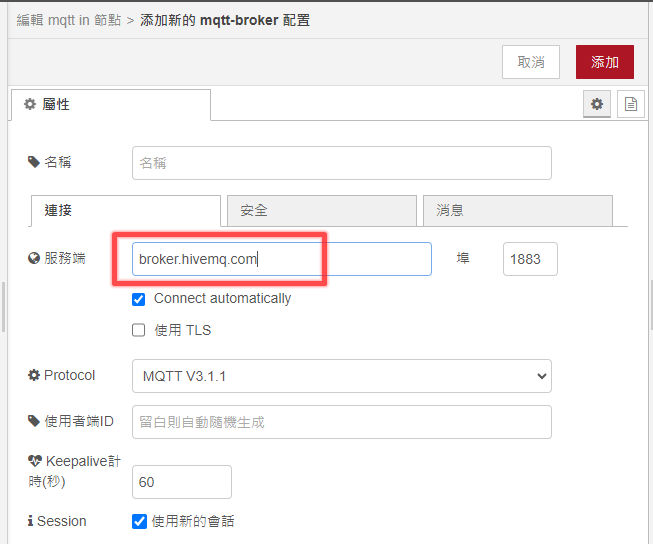 編輯 mqtt in 節點 > 添加新的 mqtt-broker 配置
取消 添加
屬性
名稱 名稱
連接 安全 消息
服務端 broker.hivemq.com 埠 1883
Connect automatically
使用 TLS
Protocol MQTT V3.1.1
使用者端ID 留白則自動隨機生成
Keepalive計
時(秒) 60
Session 使用新的會話